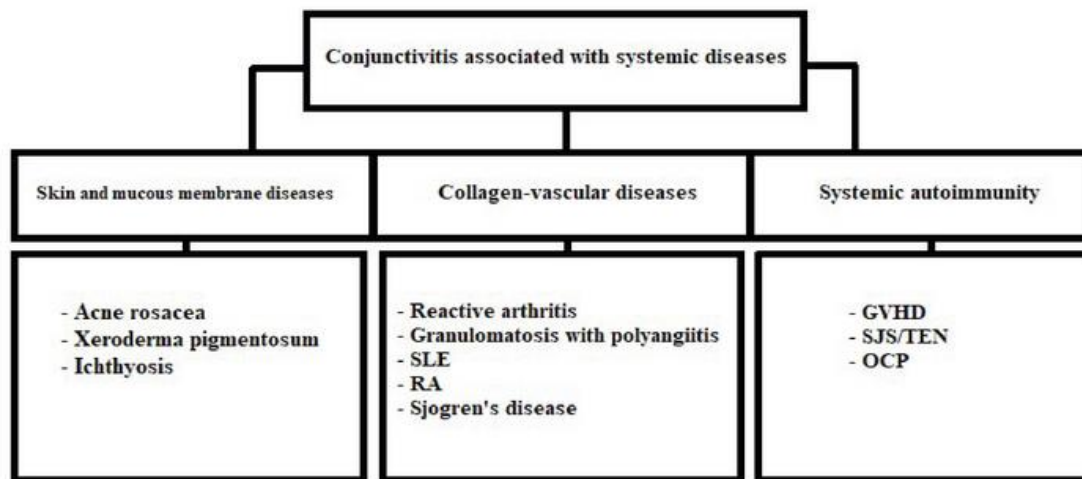 Conjunctivitis associated with systemic diseases
Skin and mucous membrane diseases
Collagen-vascular diseases
Systemic autoimmunity
- Acne rosacea
- Xeroderma pigmentosum
- Ichthyosis
- Reactive arthritis
- Granulomatosis with polyangiitis
- SLE
- RA
- Sjogren's disease
- GVHD
- SJS/TEN
- OCP